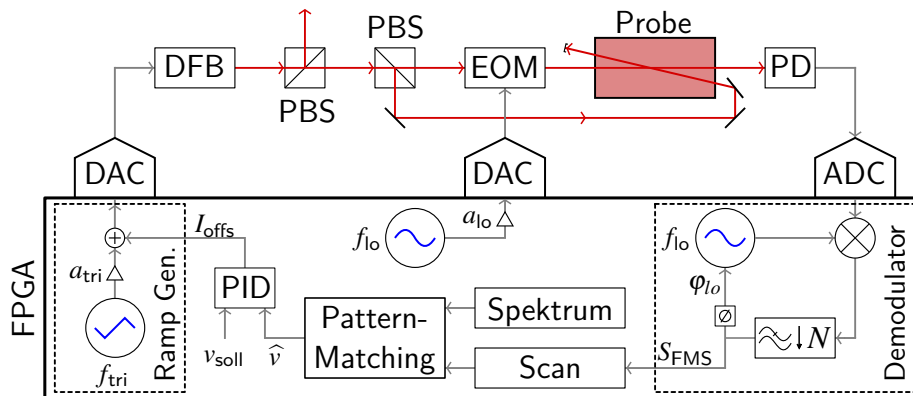 Probe
PBS
DFB
EOM
PD
PBS
DAC
DAC
ADC
FPGA
I_offs
a_lo
f_lo
f_lo
a_tri
Ramp Gen.
PID
φ_lo
Demodulator
Spektrum
Pattern-
Matching
∅
↓N
f_tri
ν_soll
ν̂
Scan
S_FMS